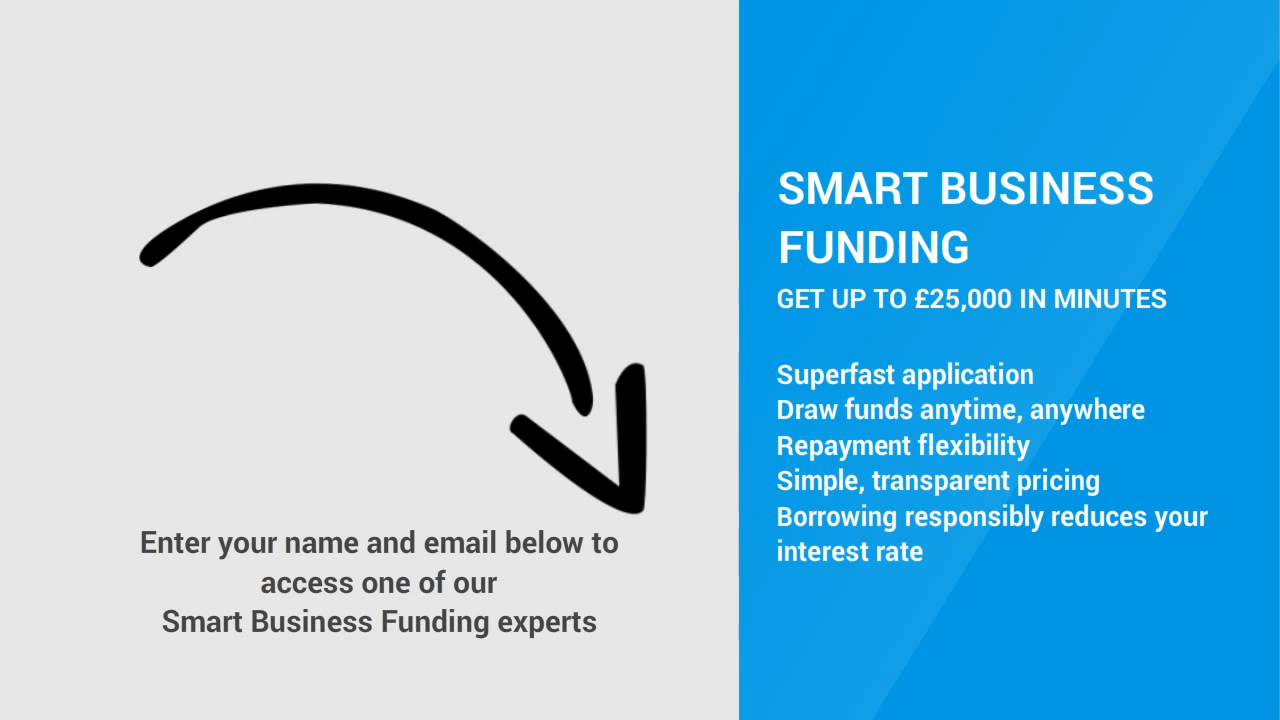 Enter your name and email below to
access one of our
Smart Business Funding experts
SMART BUSINESS
FUNDING
GET UP TO £25,000 IN MINUTES
Superfast application
Draw funds anytime, anywhere
Repayment flexibility
Simple, transparent pricing
Borrowing responsibly reduces your
interest rate